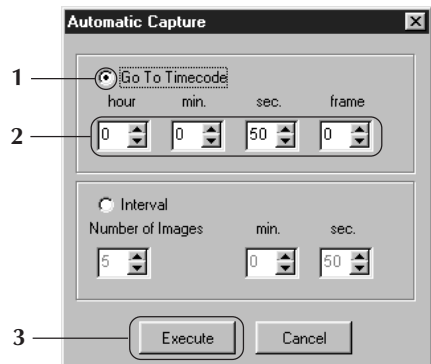 Automatic Capture
1 Go To Timecode
hour min. sec. frame
2 0 0 50 0
Interval
Number of Images min. sec.
5 0 50
3 Execute Cancel